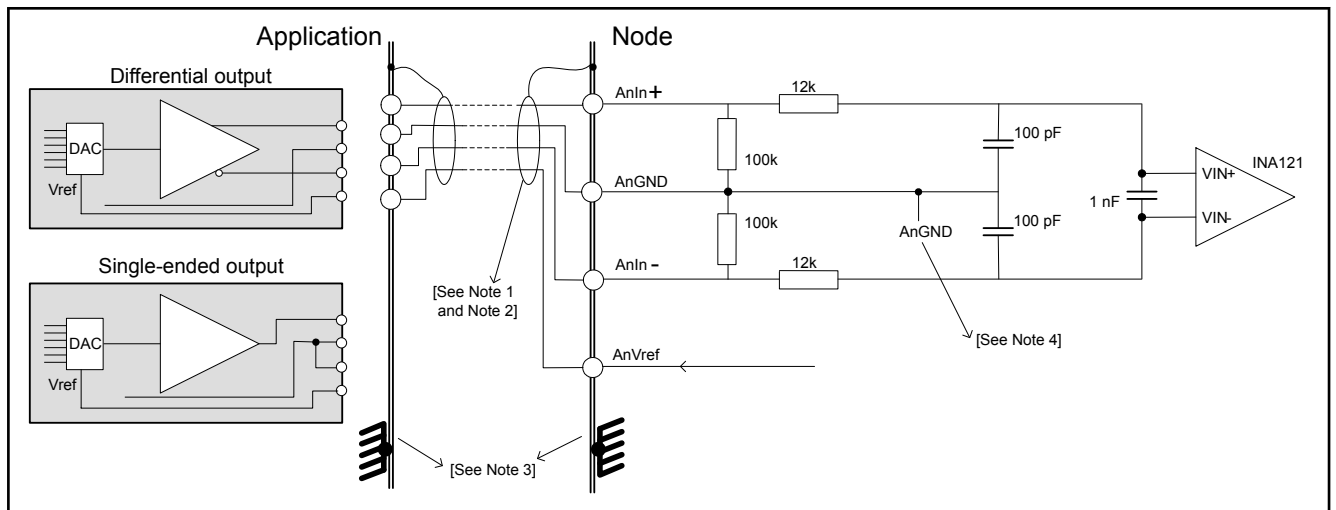 Application
Node
Differential output
DAC
Vref
Single-ended output
DAC
Vref
[See Note 1
and Note 2]
[See Note 3]
AnIn+
12k
100k
100 pF
INA121
VIN+
1 nF
VIN-
AnGND
AnGND
100k
100 pF
AnIn-
12k
[See Note 4]
AnVref